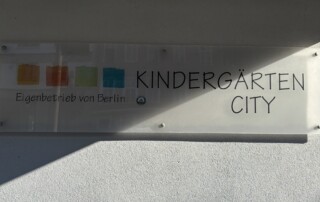 KINDERGÄRTEN
CITY
Eigenbetrieb von Berlin